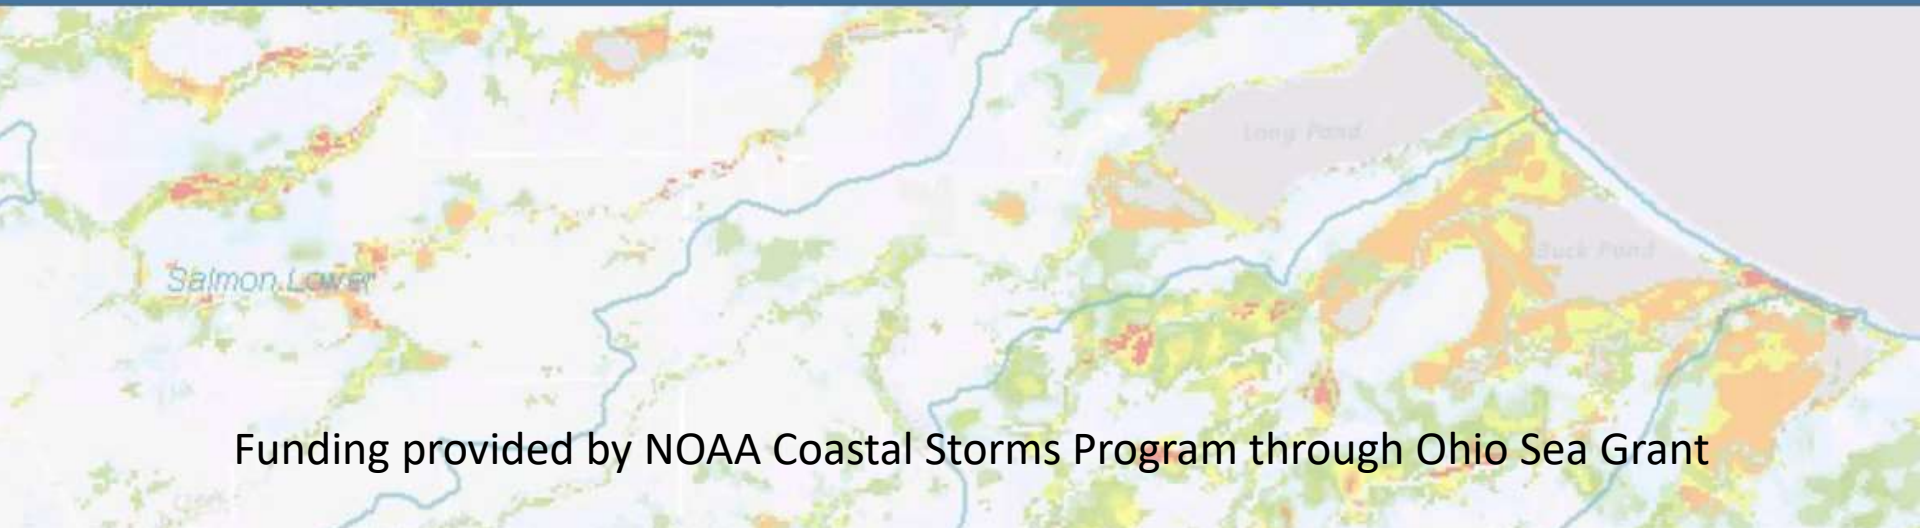 Long Pond
Buck Pond
Salmon Lower
Funding provided by NOAA Coastal Storms Program through Ohio Sea Grant